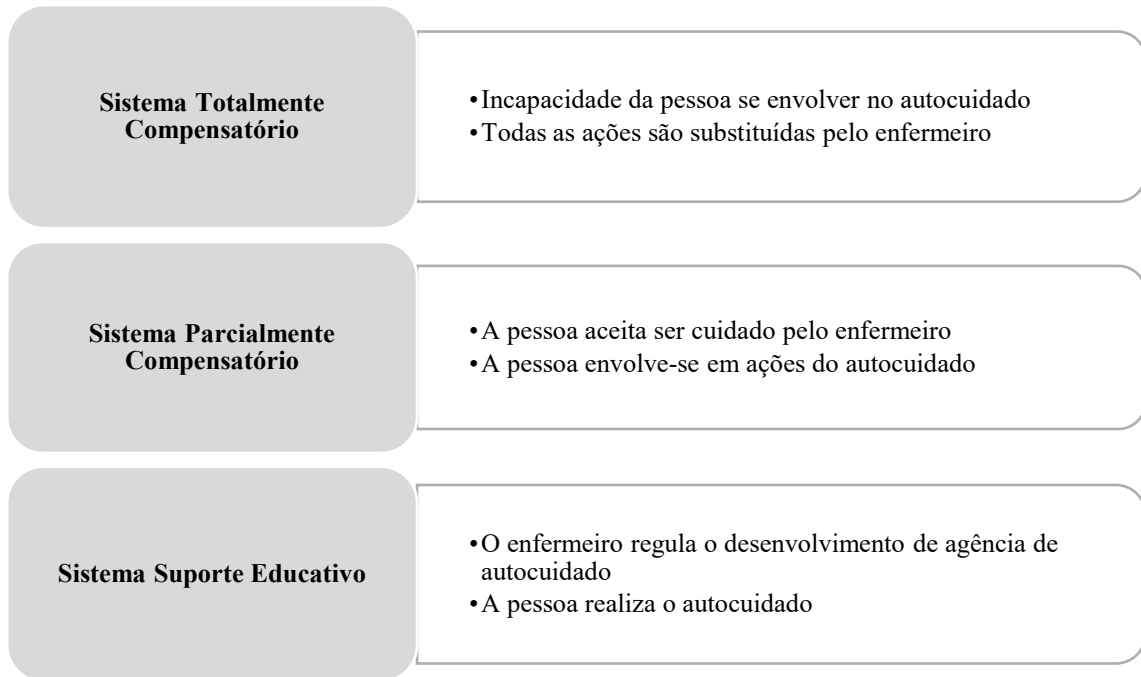 Sistema Totalmente
Compensatório
•Incapacidade da pessoa se envolver no autocuidado
•Todas as ações são substituídas pelo enfermeiro
Sistema Parcialmente
Compensatório
•A pessoa aceita ser cuidado pelo enfermeiro
•A pessoa envolve-se em ações do autocuidado
Sistema Suporte Educativo
•O enfermeiro regula o desenvolvimento de agência de
autocuidado
•A pessoa realiza o autocuidado